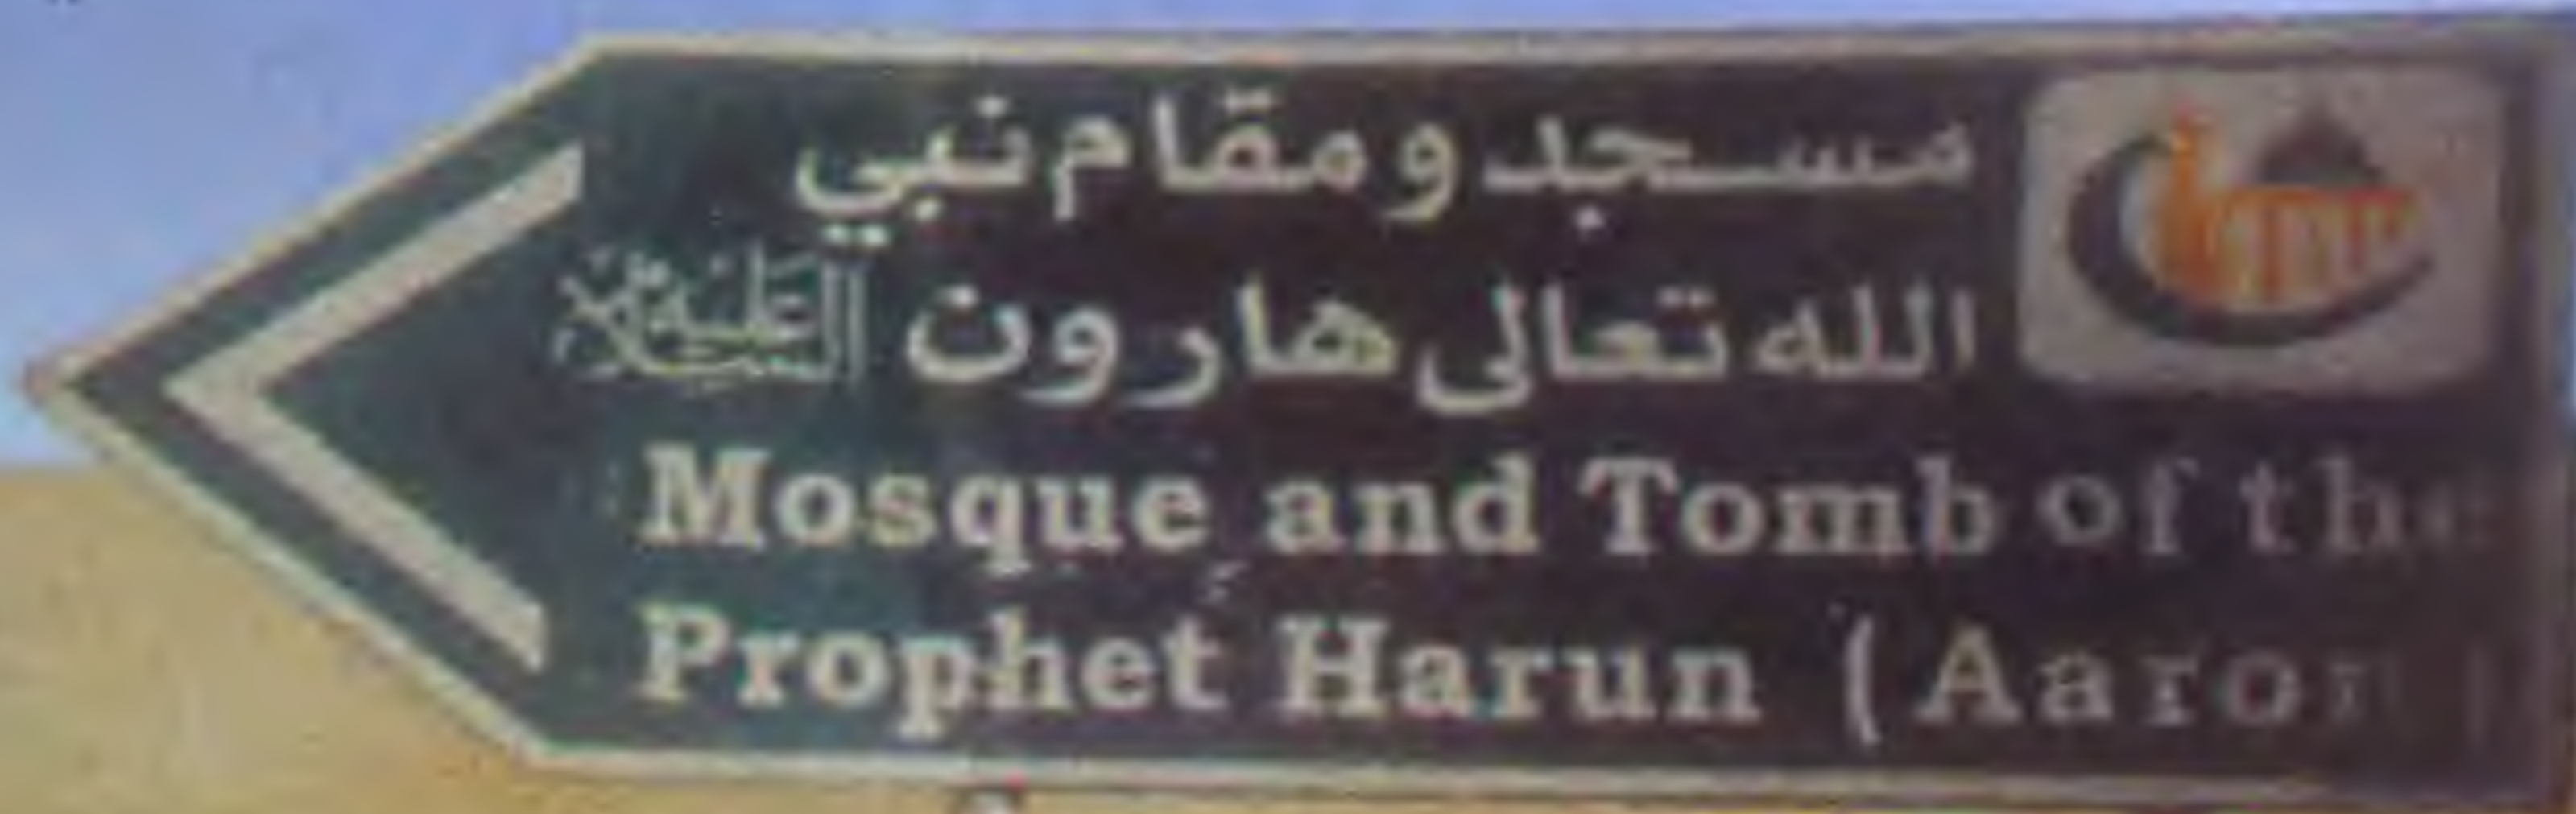 مسجد ومقام نبي
الله تعالى هارون عليه السلام
Mosque and Tomb of the
Prophet Harun (Aaron)